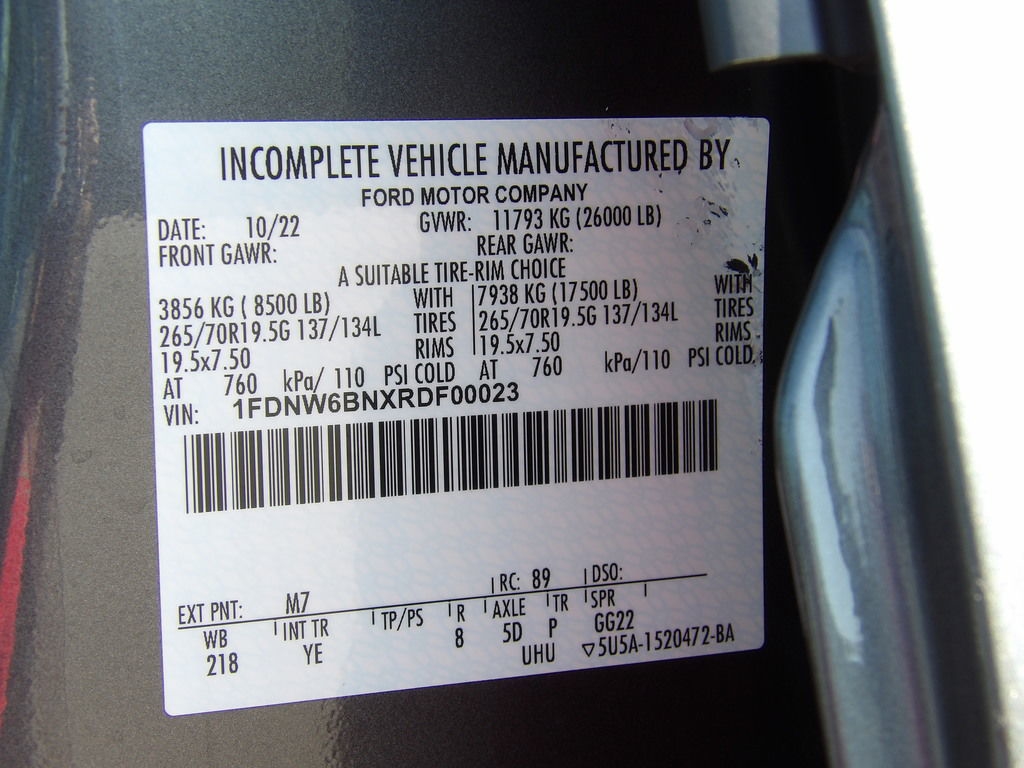 INCOMPLETE VEHICLE MANUFACTURED BY
FORD MOTOR COMPANY
DATE: 10/22 GVWR: 11793 KG (26000 LB)
FRONT GAWR: REAR GAWR:
A SUITABLE TIRE-RIM CHOICE
3856 KG ( 8500 LB) WITH 7938 KG (17500 LB) WITH
265/70R19.5G 137/134L TIRES 265/70R19.5G 137/134L TIRES
19.5x7.50 RIMS 19.5x7.50 RIMS
AT 760 kPa/ 110 PSI COLD AT 760 kPa/110 PSI COLD
VIN: 1FDNW6BNXRDF00023
EXT PNT: M7 RC: 89 DSO:
WB INT TR TP/PS R AXLE TR SPR
218 YE 8 5D P GG22
UHU ▽5U5A-1520472-BA